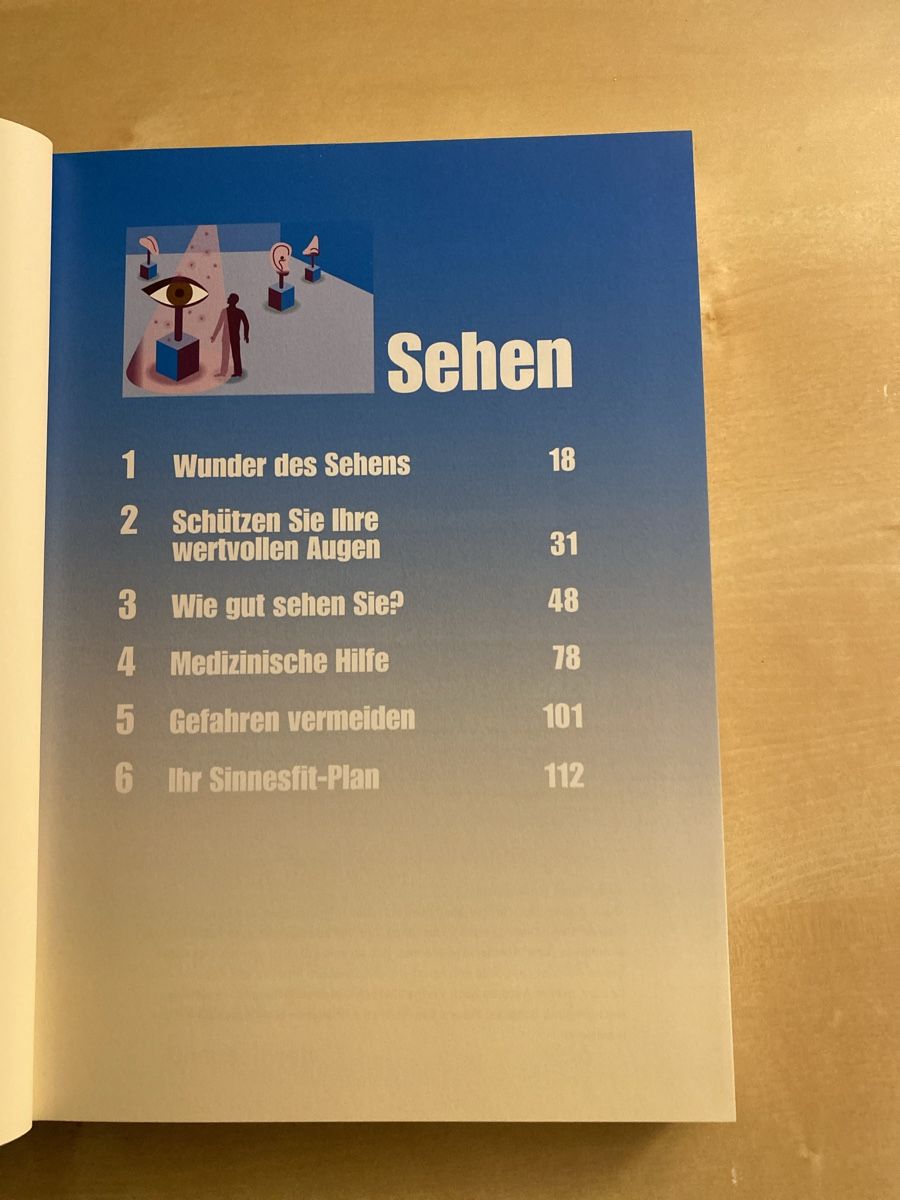 Sehen
1 Wunder des Sehens 18
2 Schützen Sie Ihre
wertvollen Augen 31
3 Wie gut sehen Sie? 48
4 Medizinische Hilfe 78
5 Gefahren vermeiden 101
6 Ihr Sinnesfit-Plan 112